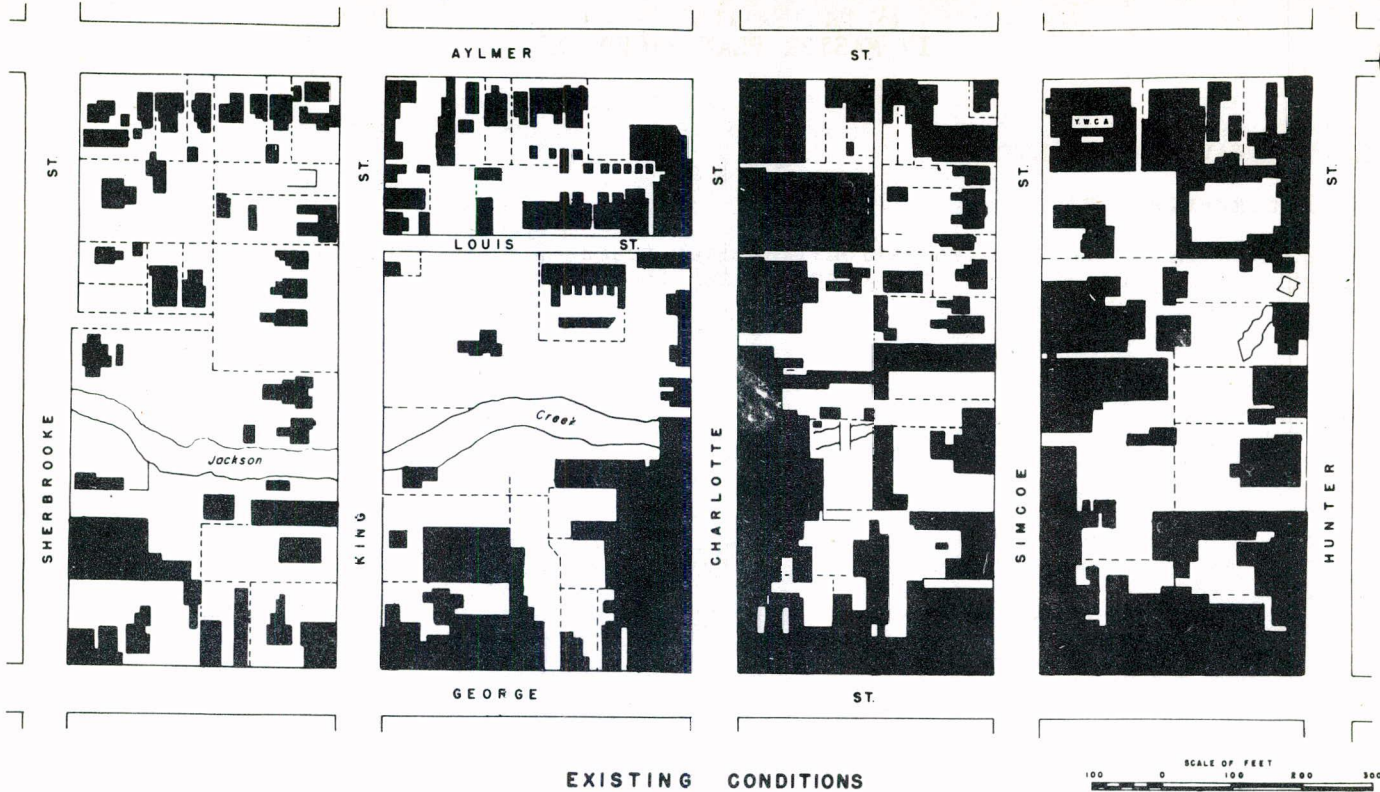 AYLMER ST.
Y.W.C.A
LOUIS ST.
SHERBROOKE ST.
KING ST.
CHARLOTTE ST.
SIMCOE ST.
HUNTER ST.
Jackson Creek
GEORGE ST.
EXISTING CONDITIONS
SCALE OF FEET
100 0 100 200 300